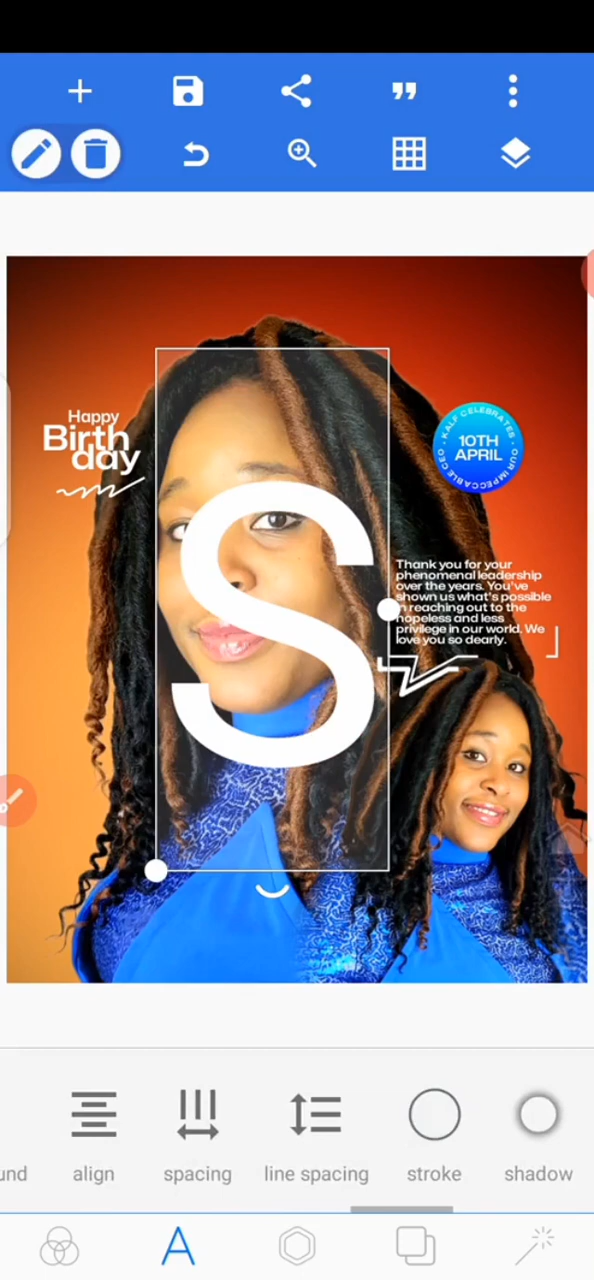 Happy
Birth
day
KALF CELEBRATES • OUR IMPECCABLE CEO •
10TH
APRIL
S
Thank you for your
phenomenal leadership
over the years. You've
shown us what's possible
reaching out to the
hopeless and less
privilege in our world. We
love you so dearly.
und
align
spacing
line spacing
stroke
shadow
A